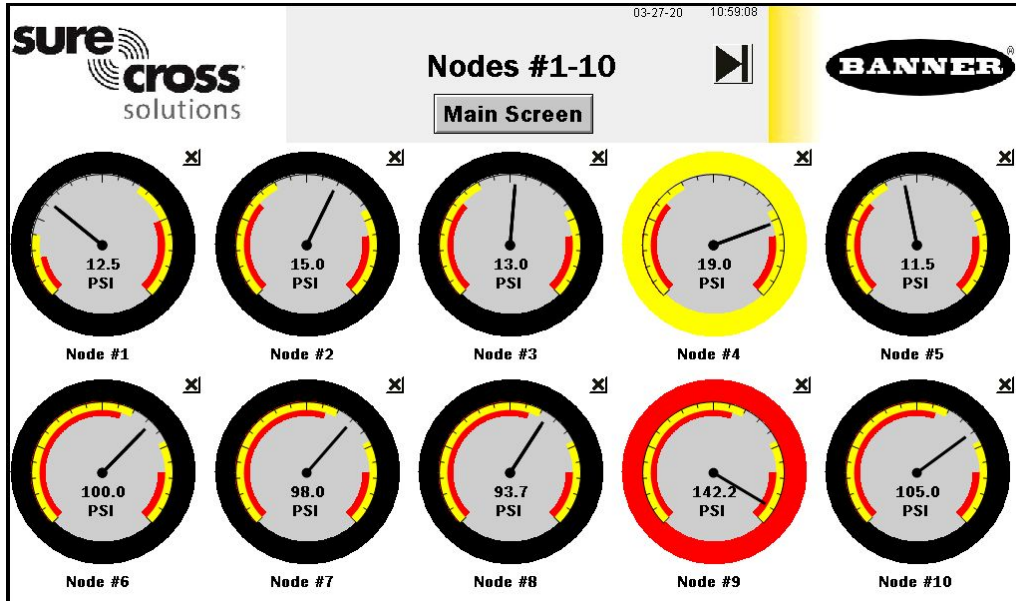 03-27-20 10:59:08
sure
cross
solutions
Nodes #1-10
Main Screen
BANNER®
12.5
PSI
Node #1
15.0
PSI
Node #2
13.0
PSI
Node #3
19.0
PSI
Node #4
11.5
PSI
Node #5
100.0
PSI
Node #6
98.0
PSI
Node #7
93.7
PSI
Node #8
142.2
PSI
Node #9
105.0
PSI
Node #10